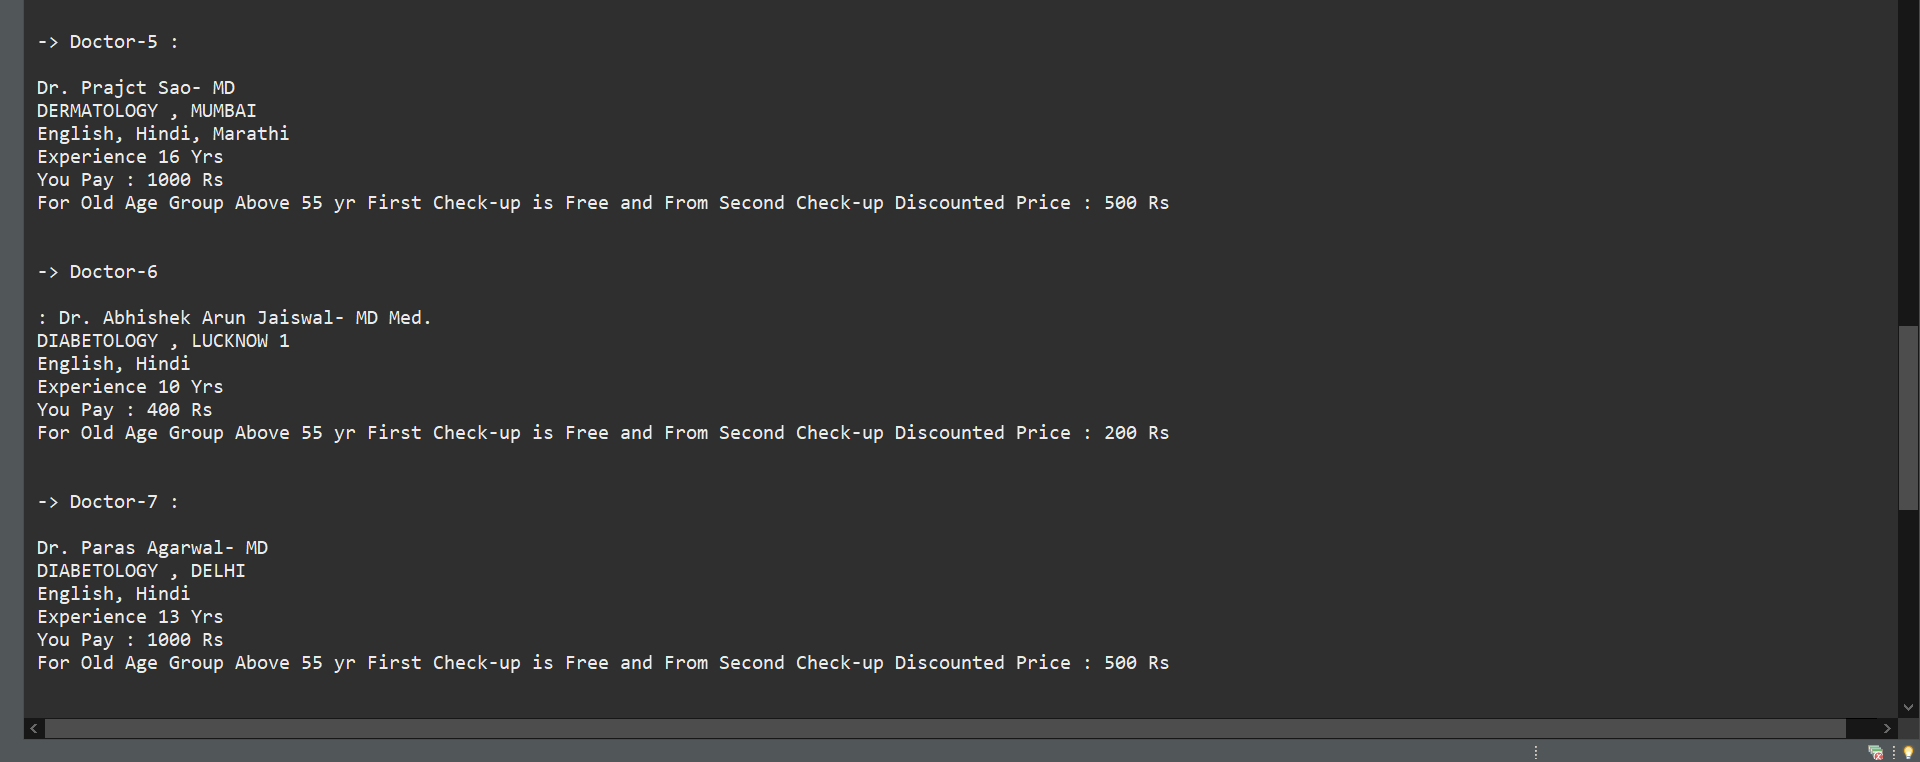 -> Doctor-5 :
Dr. Prajct Sao- MD
DERMATOLOGY , MUMBAI
English, Hindi, Marathi
Experience 16 Yrs
You Pay : 1000 Rs
For Old Age Group Above 55 yr First Check-up is Free and From Second Check-up Discounted Price : 500 Rs
-> Doctor-6
: Dr. Abhishek Arun Jaiswal- MD Med.
DIABETOLOGY , LUCKNOW 1
English, Hindi
Experience 10 Yrs
You Pay : 400 Rs
For Old Age Group Above 55 yr First Check-up is Free and From Second Check-up Discounted Price : 200 Rs
-> Doctor-7 :
Dr. Paras Agarwal- MD
DIABETOLOGY , DELHI
English, Hindi
Experience 13 Yrs
You Pay : 1000 Rs
For Old Age Group Above 55 yr First Check-up is Free and From Second Check-up Discounted Price : 500 Rs